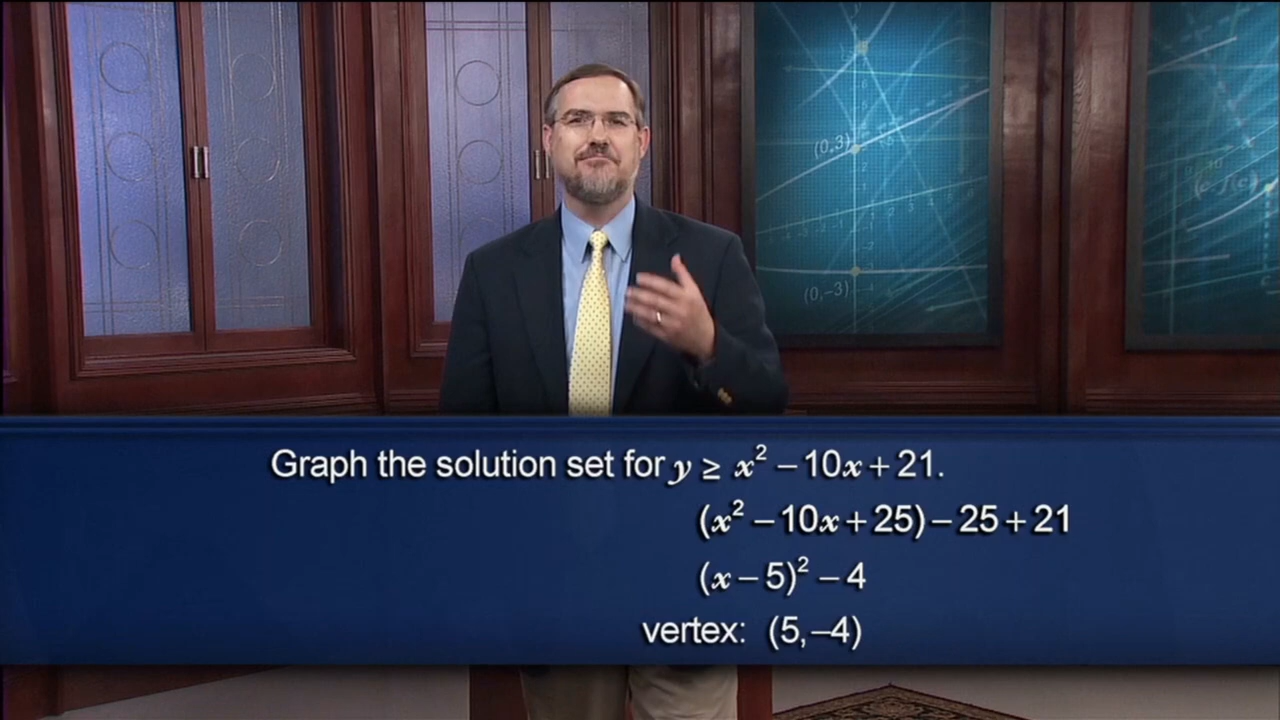 (0,3)
(c, f(c))
(0,–3)
Graph the solution set for y ≥ x² – 10x + 21.
(x² – 10x + 25) – 25 + 21
(x – 5)² – 4
vertex: (5, –4)